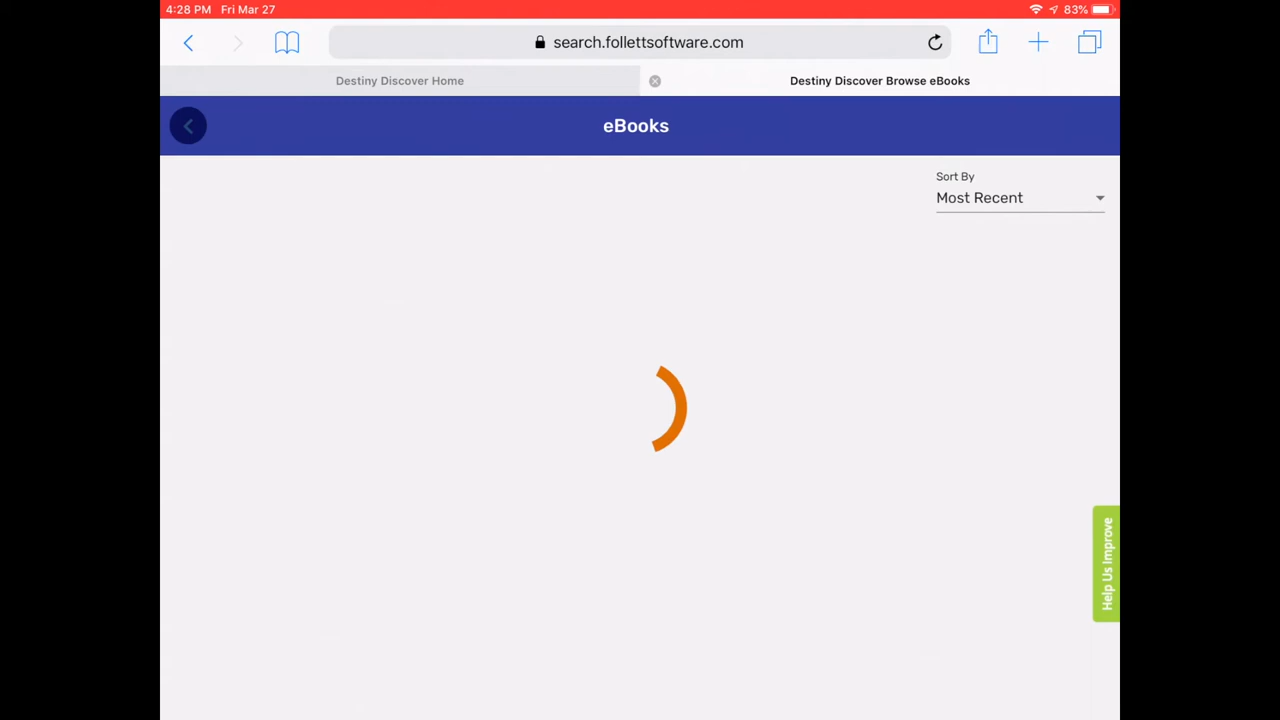 4:28 PM Fri Mar 27
83%
search.follettsoftware.com
Destiny Discover Home
Destiny Discover Browse eBooks
eBooks
Sort By
Most Recent
Help Us Improve